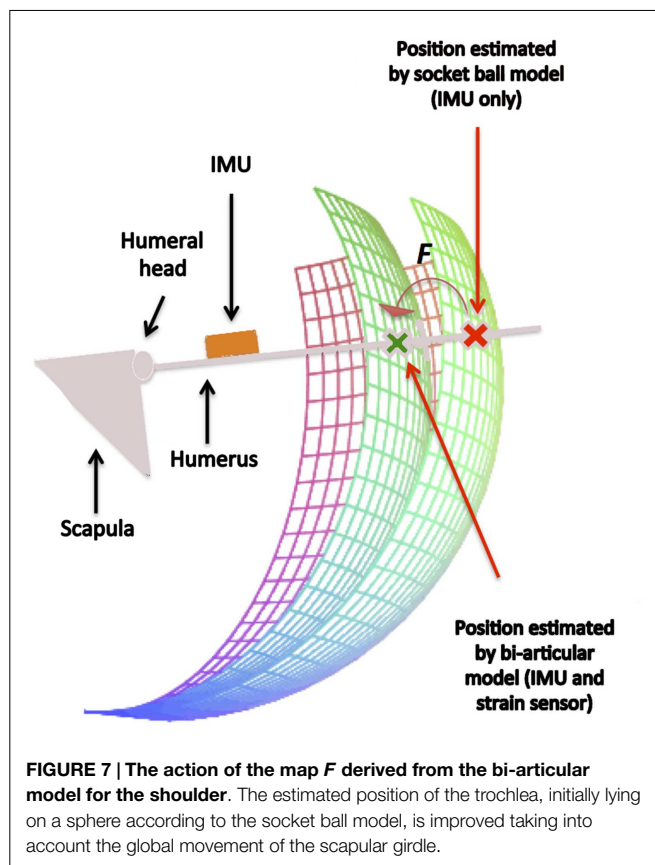 Position estimated
by socket ball model
(IMU only)
IMU
Humeral
head
F
Humerus
Scapula
Position estimated
by bi-articular
model (IMU and
strain sensor)
FIGURE 7 | The action of the map F derived from the bi-articular
model for the shoulder. The estimated position of the trochlea, initially lying
on a sphere according to the socket ball model, is improved taking into
account the global movement of the scapular girdle.